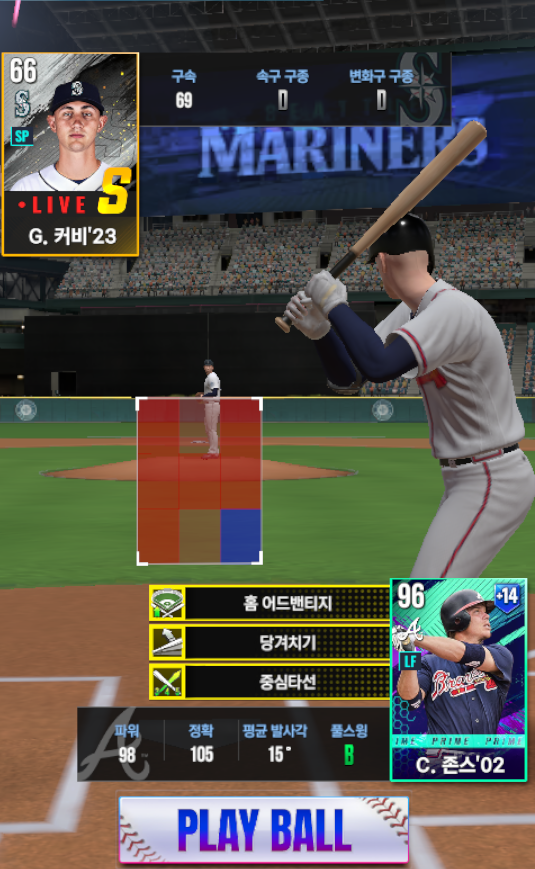 66
S
SP
• LIVE S
G. 커비'23
구속 속구 구종 변화구 구종
69 D D
MARINERS
홈 어드밴티지
당겨치기
중심타선
96
+14
A
LF
Braves
PRIME PRIME
C. 존스'02
파워 정확 평균 발사각 풀스윙
98 105 15° B
PLAY BALL